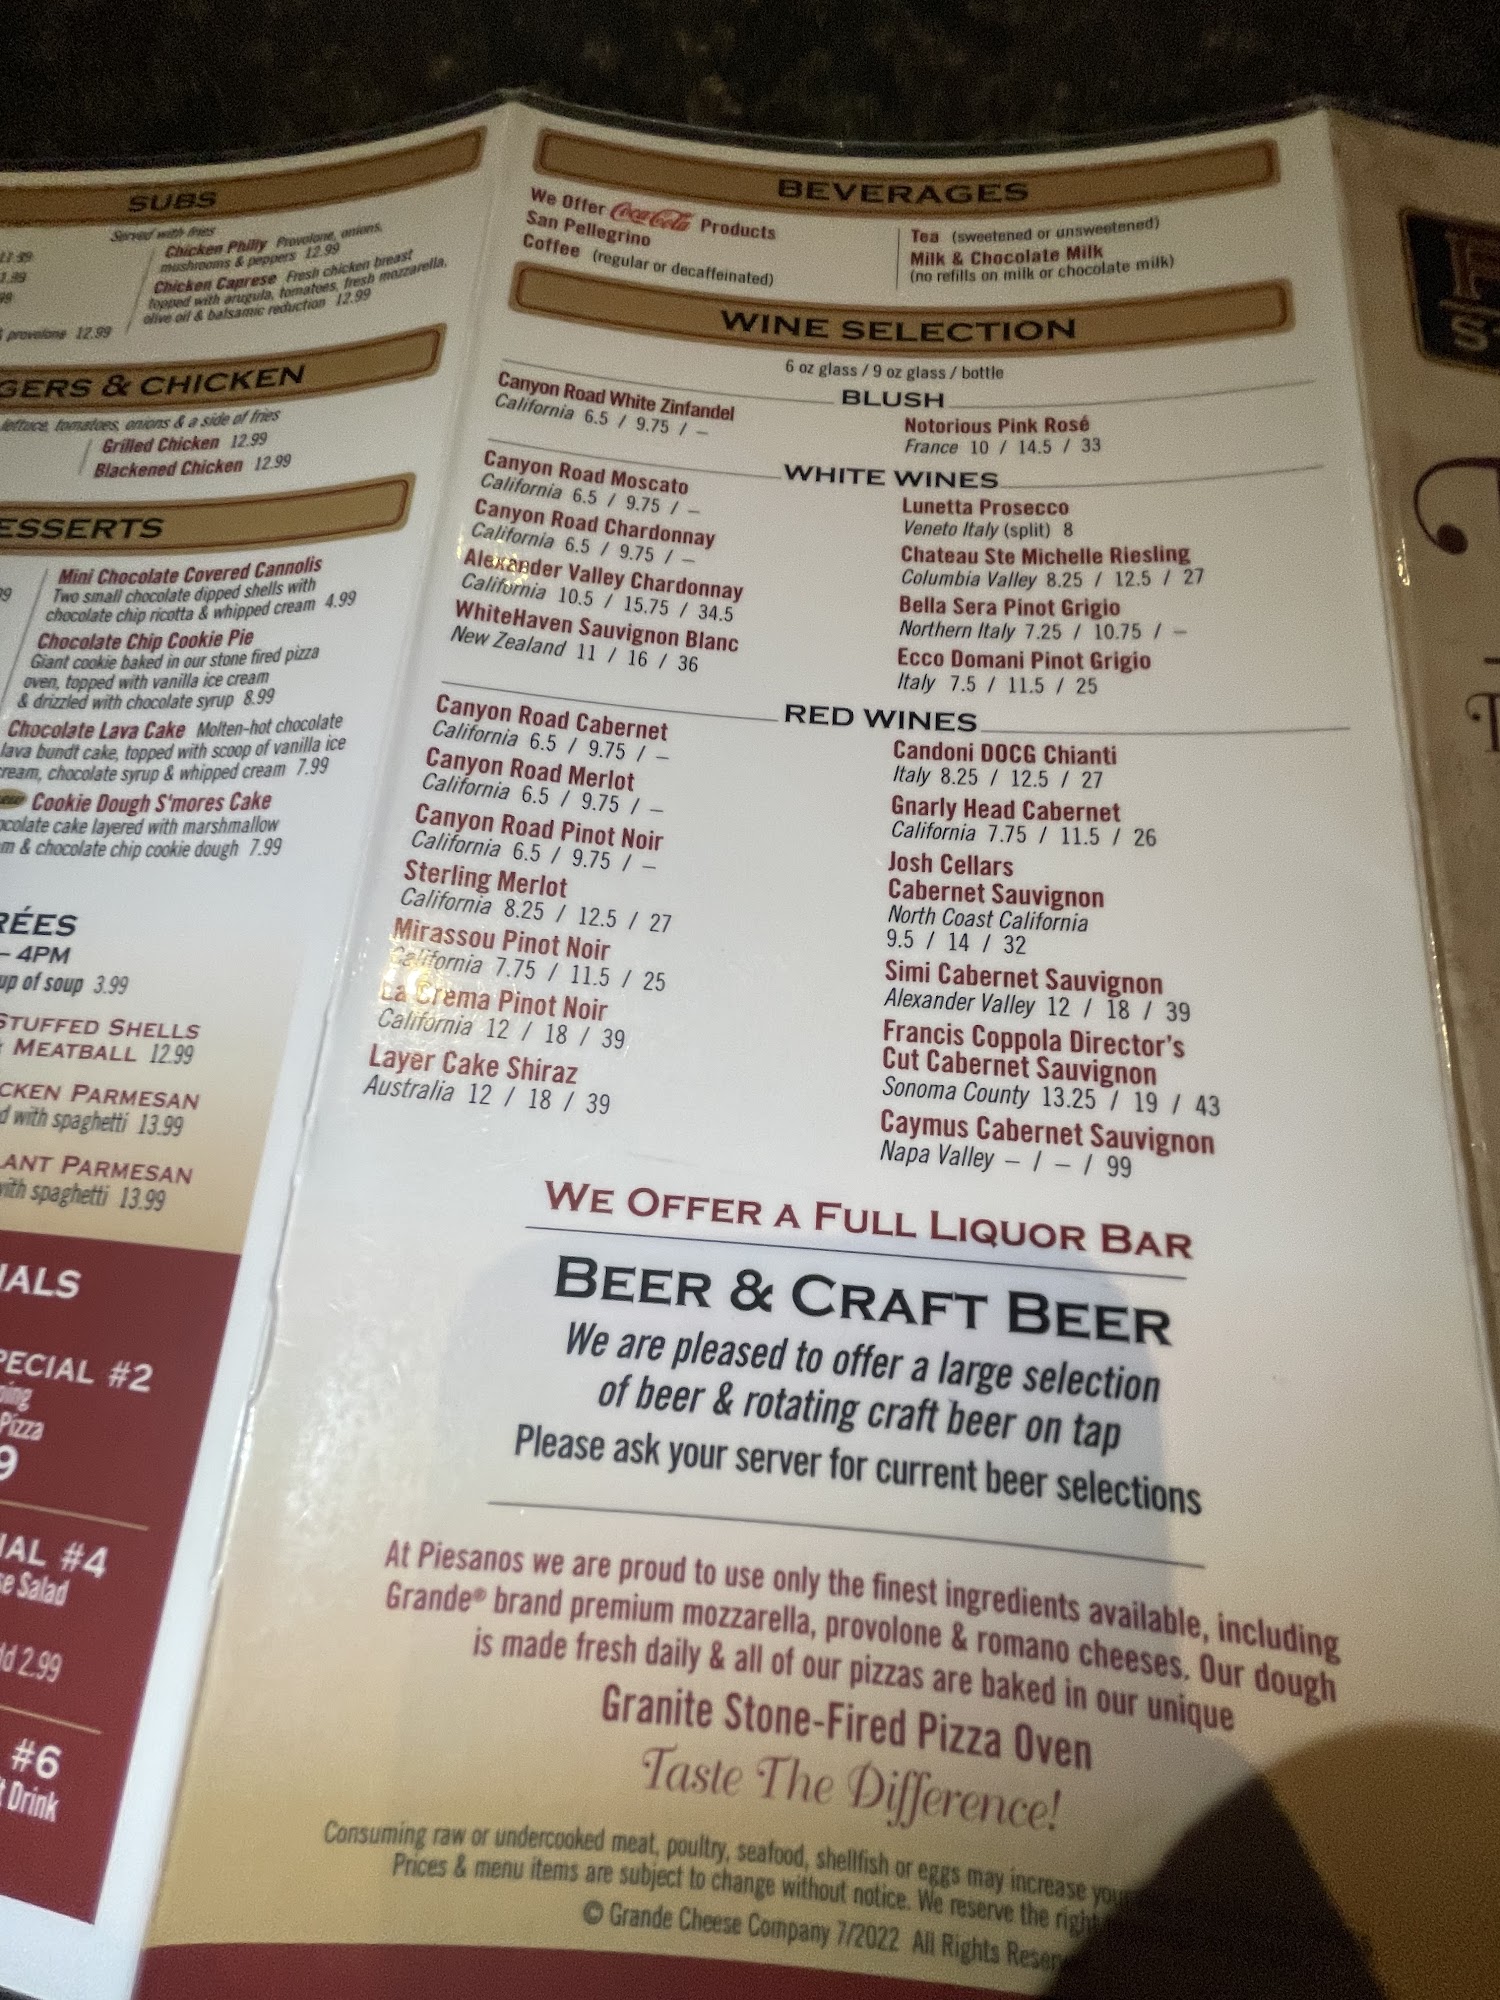 SUBS
Served with fries
11.99
Chicken Philly Provolone, onions,
mushrooms & peppers 12.99
Chicken Caprese Fresh chicken breast
topped with arugula, tomatoes, fresh mozzarella,
olive oil & balsamic reduction 12.99
provolone 12.99
GERS & CHICKEN
lettuce, tomatoes, onions & a side of fries
Grilled Chicken 12.99
Blackened Chicken 12.99
ESSERTS
Mini Chocolate Covered Cannolis
Two small chocolate dipped shells with
chocolate chip ricotta & whipped cream 4.99
Chocolate Chip Cookie Pie
Giant cookie baked in our stone fired pizza
oven, topped with vanilla ice cream
& drizzled with chocolate syrup 8.99
Chocolate Lava Cake Molten-hot chocolate
lava bundt cake, topped with scoop of vanilla ice
cream, chocolate syrup & whipped cream 7.99
Cookie Dough S'mores Cake
ocolate cake layered with marshmallow
m & chocolate chip cookie dough 7.99
RÉES
– 4PM
up of soup 3.99
STUFFED SHELLS
MEATBALL 12.99
CKEN PARMESAN
d with spaghetti 13.99
LANT PARMESAN
with spaghetti 13.99
IALS
PECIAL #2
ping
Pizza
9
IAL #4
se Salad
dd 2.99
#6
t Drink
BEVERAGES
We Offer Coca-Cola Products
San Pellegrino
Coffee (regular or decaffeinated)
Tea (sweetened or unsweetened)
Milk & Chocolate Milk
(no refills on milk or chocolate milk)
WINE SELECTION
6 oz glass / 9 oz glass / bottle
BLUSH
Canyon Road White Zinfandel
California 6.5 / 9.75 / –
Notorious Pink Rosé
France 10 / 14.5 / 33
WHITE WINES
Canyon Road Moscato
California 6.5 / 9.75 / –
Canyon Road Chardonnay
California 6.5 / 9.75 / –
Alexander Valley Chardonnay
California 10.5 / 15.75 / 34.5
WhiteHaven Sauvignon Blanc
New Zealand 11 / 16 / 36
Lunetta Prosecco
Veneto Italy (split) 8
Chateau Ste Michelle Riesling
Columbia Valley 8.25 / 12.5 / 27
Bella Sera Pinot Grigio
Northern Italy 7.25 / 10.75 / –
Ecco Domani Pinot Grigio
Italy 7.5 / 11.5 / 25
RED WINES
Canyon Road Cabernet
California 6.5 / 9.75 / –
Canyon Road Merlot
California 6.5 / 9.75 / –
Canyon Road Pinot Noir
California 6.5 / 9.75 / –
Sterling Merlot
California 8.25 / 12.5 / 27
Mirassou Pinot Noir
California 7.75 / 11.5 / 25
La Crema Pinot Noir
California 12 / 18 / 39
Layer Cake Shiraz
Australia 12 / 18 / 39
Candoni DOCG Chianti
Italy 8.25 / 12.5 / 27
Gnarly Head Cabernet
California 7.75 / 11.5 / 26
Josh Cellars
Cabernet Sauvignon
North Coast California
9.5 / 14 / 32
Simi Cabernet Sauvignon
Alexander Valley 12 / 18 / 39
Francis Coppola Director's
Cut Cabernet Sauvignon
Sonoma County 13.25 / 19 / 43
Caymus Cabernet Sauvignon
Napa Valley – / – / 99
WE OFFER A FULL LIQUOR BAR
BEER & CRAFT BEER
We are pleased to offer a large selection
of beer & rotating craft beer on tap
Please ask your server for current beer selections
At Piesanos we are proud to use only the finest ingredients available, including
Grande® brand premium mozzarella, provolone & romano cheeses. Our dough
is made fresh daily & all of our pizzas are baked in our unique
Granite Stone-Fired Pizza Oven
Taste The Difference!
Consuming raw or undercooked meat, poultry, seafood, shellfish or eggs may increase your
Prices & menu items are subject to change without notice. We reserve the right
© Grande Cheese Company 7/2022 All Rights Reser